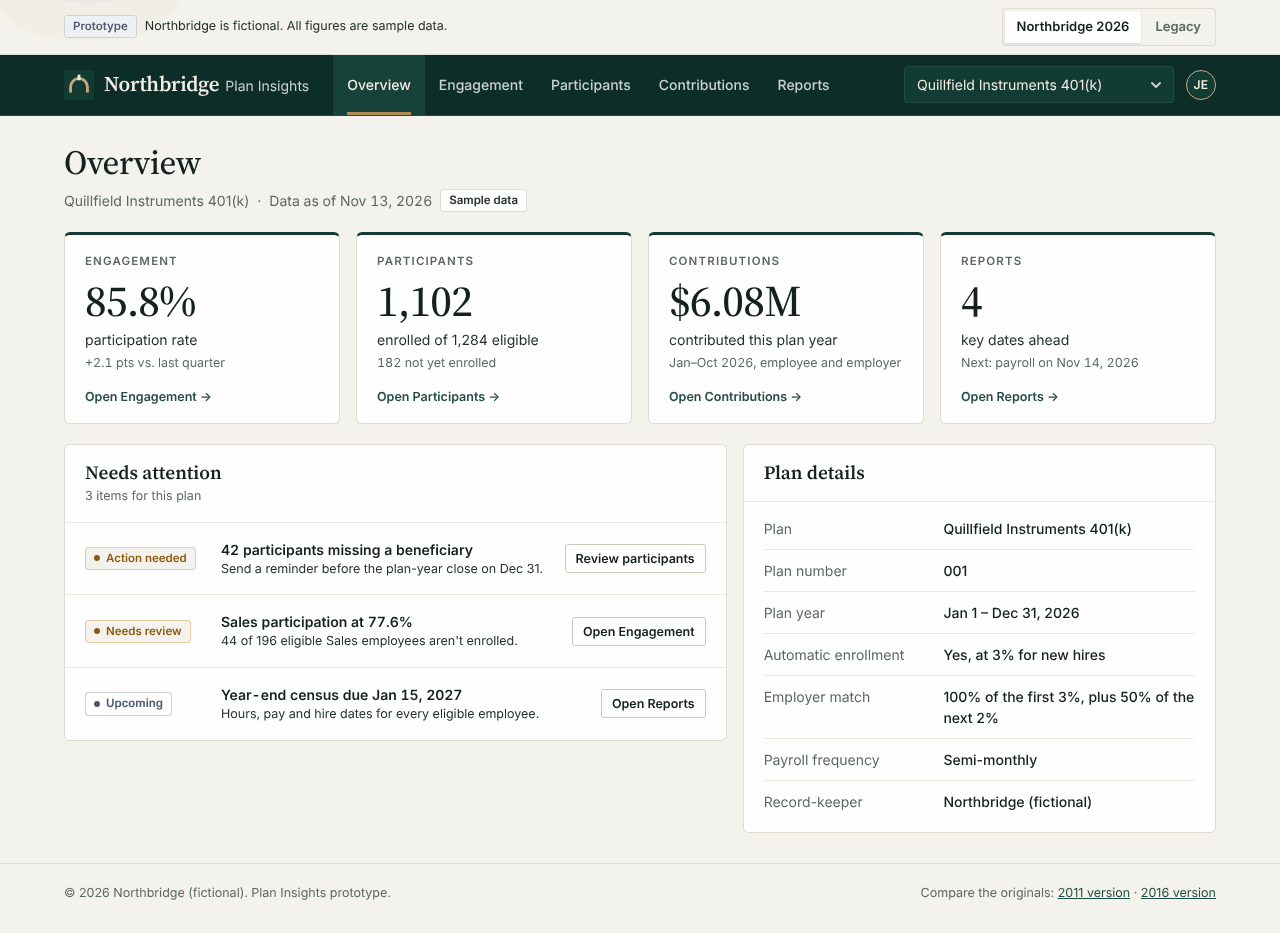 Prototype Northbridge is fictional. All figures are sample data. Northbridge 2026 Legacy
Northbridge Plan Insights Overview Engagement Participants Contributions Reports Quillfield Instruments 401(k) JE
Overview
Quillfield Instruments 401(k) · Data as of Nov 13, 2026 Sample data
ENGAGEMENT
85.8%
participation rate
+2.1 pts vs. last quarter
Open Engagement →
PARTICIPANTS
1,102
enrolled of 1,284 eligible
182 not yet enrolled
Open Participants →
CONTRIBUTIONS
$6.08M
contributed this plan year
Jan–Oct 2026, employee and employer
Open Contributions →
REPORTS
4
key dates ahead
Next: payroll on Nov 14, 2026
Open Reports →
Needs attention
3 items for this plan
Action needed
42 participants missing a beneficiary
Send a reminder before the plan-year close on Dec 31.
Review participants
Needs review
Sales participation at 77.6%
44 of 196 eligible Sales employees aren't enrolled.
Open Engagement
Upcoming
Year-end census due Jan 15, 2027
Hours, pay and hire dates for every eligible employee.
Open Reports
Plan details
Plan Quillfield Instruments 401(k)
Plan number 001
Plan year Jan 1 – Dec 31, 2026
Automatic enrollment Yes, at 3% for new hires
Employer match 100% of the first 3%, plus 50% of the
next 2%
Payroll frequency Semi-monthly
Record-keeper Northbridge (fictional)
© 2026 Northbridge (fictional). Plan Insights prototype. Compare the originals: 2011 version · 2016 version